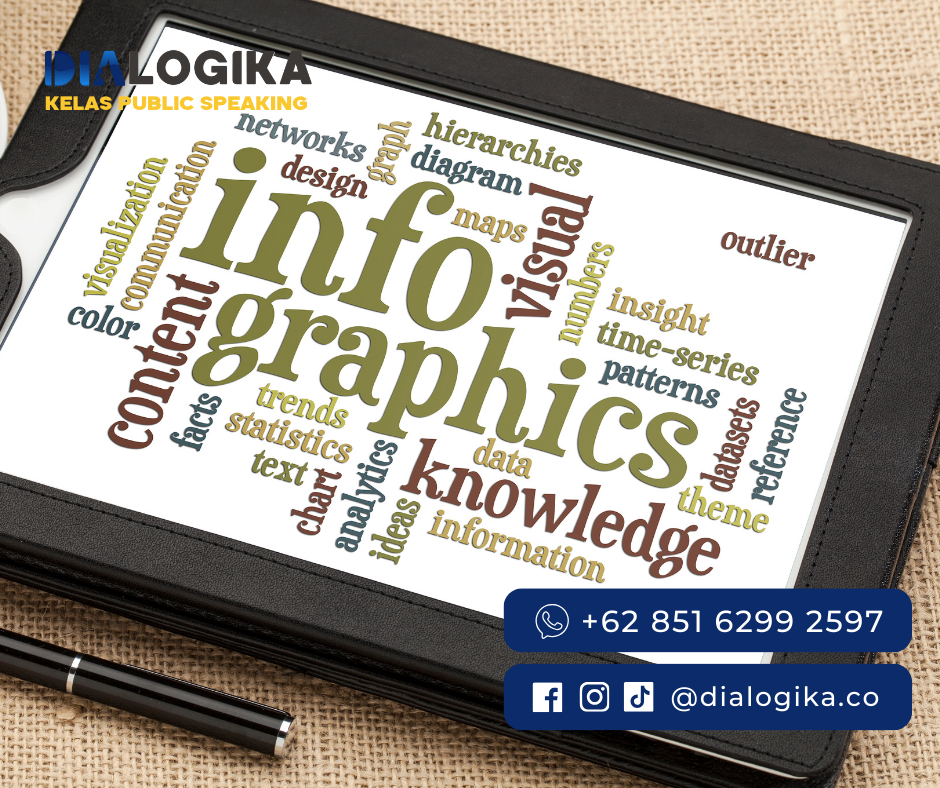 DIALOGIKA
KELAS PUBLIC SPEAKING
networks
graph
hierarchies
design
diagram
visualization
communication
info
maps
visual
numbers
outlier
color
content
graphics
insight
time-series
patterns
facts
trends
statistics
text
chart
analytics
ideas
data
knowledge
information
datasets
reference
theme
+62 851 6299 2597
@dialogika.co